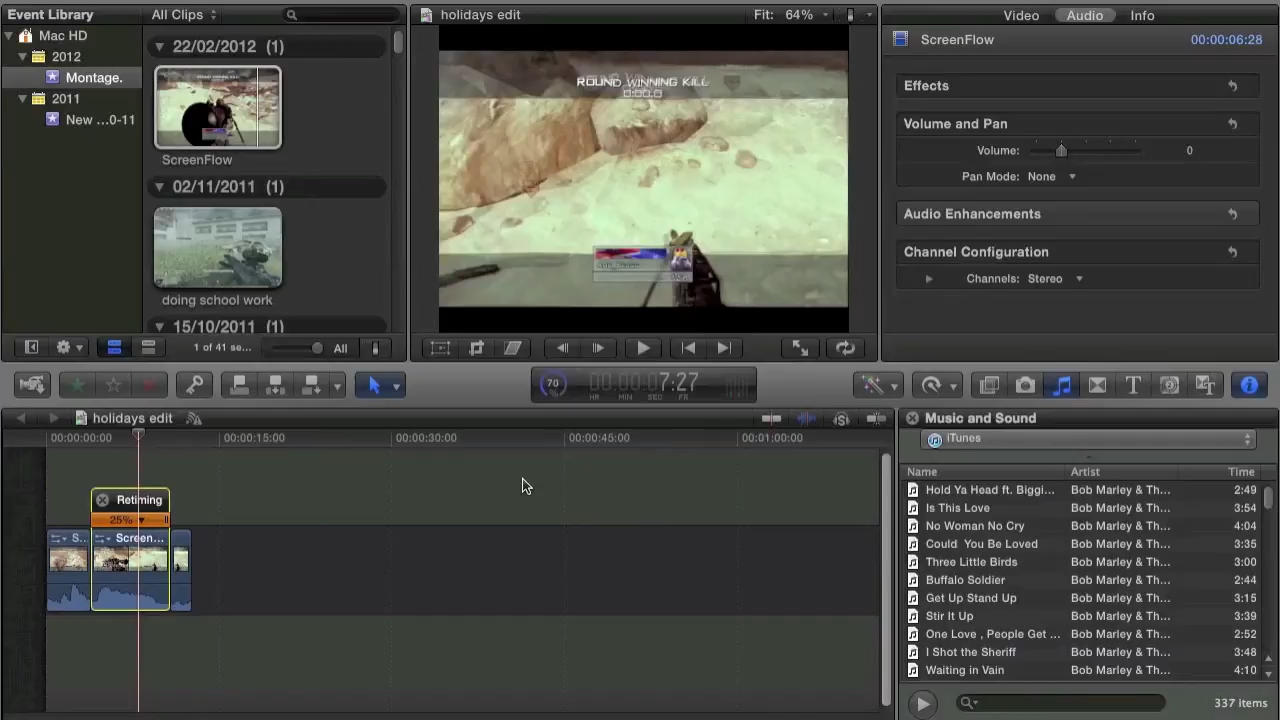 Event Library
All Clips
holidays edit
Fit: 64%
Video
Audio
Info
Mac HD
2012
Montage.
2011
New ...0-11
22/02/2012 (1)
ScreenFlow
02/11/2011 (1)
doing school work
15/10/2011 (1)
1 of 41 se...
All
ROUND WINNING KILL
0:00.0
ScreenFlow
00:00:06:28
Effects
Volume and Pan
Volume:
0
Pan Mode: None
Audio Enhancements
Channel Configuration
Channels: Stereo
70
00:00:07:27
HR MIN SEC FR
holidays edit
00:00:00:00
00:00:15:00
00:00:30:00
00:00:45:00
00:01:00:00
Retiming
25%
S...
Screen...
Music and Sound
iTunes
Name Artist Time
Hold Ya Head ft. Biggi... Bob Marley & Th... 2:49
Is This Love Bob Marley & Th... 3:54
No Woman No Cry Bob Marley & Th... 4:04
Could You Be Loved Bob Marley & Th... 3:35
Three Little Birds Bob Marley & Th... 3:00
Buffalo Soldier Bob Marley & Th... 2:44
Get Up Stand Up Bob Marley & Th... 3:15
Stir It Up Bob Marley & Th... 3:39
One Love , People Get ... Bob Marley & Th... 2:52
I Shot the Sheriff Bob Marley & Th... 3:48
Waiting in Vain Bob Marley & Th... 4:10
337 items